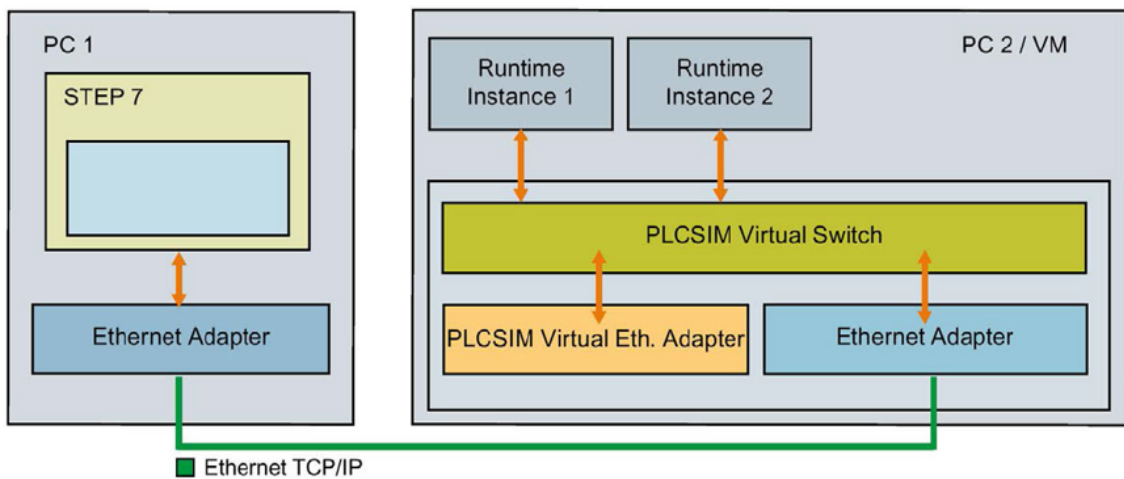 PC 1
STEP 7
Ethernet Adapter
PC 2 / VM
Runtime
Instance 1
Runtime
Instance 2
PLCSIM Virtual Switch
PLCSIM Virtual Eth. Adapter
Ethernet Adapter
Ethernet TCP/IP